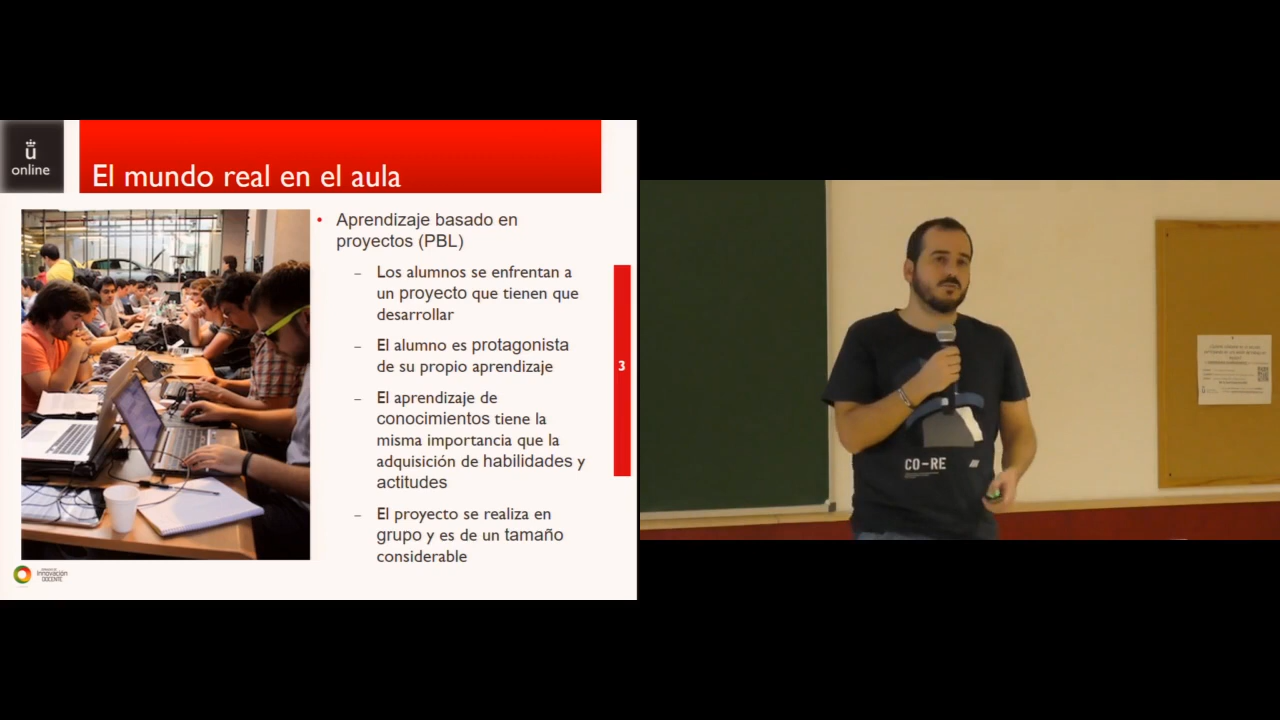 ü
online
El mundo real en el aula
• Aprendizaje basado en
proyectos (PBL)
– Los alumnos se enfrentan a
un proyecto que tienen que
desarrollar
– El alumno es protagonista
de su propio aprendizaje
– El aprendizaje de
conocimientos tiene la
misma importancia que la
adquisición de habilidades y
actitudes
– El proyecto se realiza en
grupo y es de un tamaño
considerable
3
innovación
DOCENTE
CO-RE